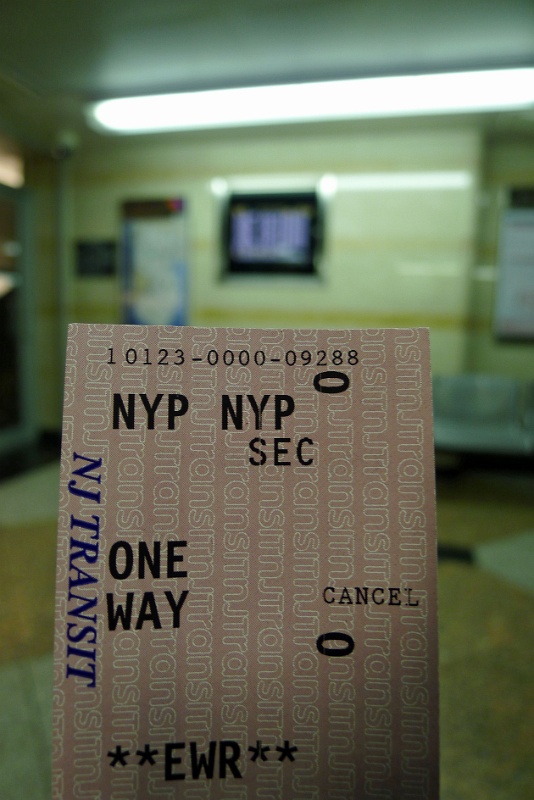 10123-0000-09288
0
NYP NYP
SEC
NJ TRANSIT
ONE
WAY
CANCEL
0
**EWR**